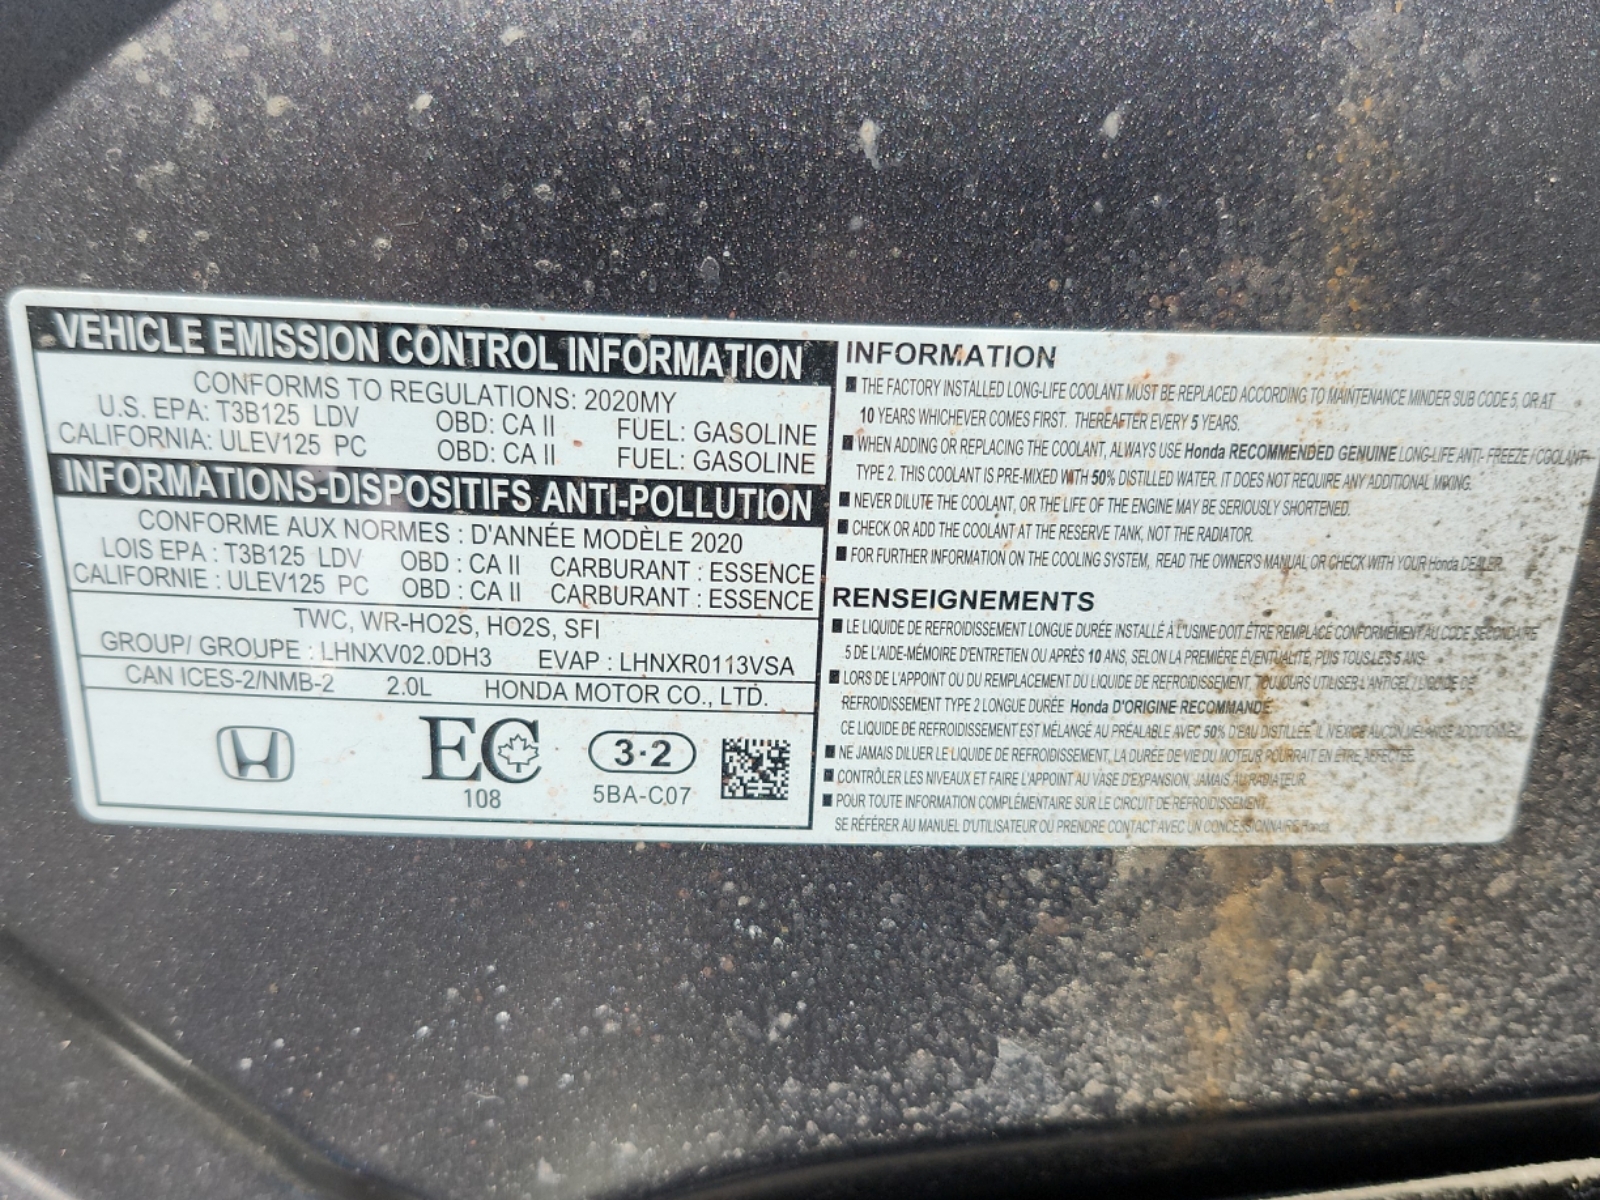 VEHICLE EMISSION CONTROL INFORMATION
CONFORMS TO REGULATIONS: 2020MY
U.S. EPA: T3B125 LDV OBD: CA II FUEL: GASOLINE
CALIFORNIA: ULEV125 PC OBD: CA II FUEL: GASOLINE
INFORMATIONS-DISPOSITIFS ANTI-POLLUTION
CONFORME AUX NORMES : D'ANNÉE MODÈLE 2020
LOIS EPA : T3B125 LDV OBD : CA II CARBURANT : ESSENCE
CALIFORNIE : ULEV125 PC OBD : CA II CARBURANT : ESSENCE
TWC, WR-HO2S, HO2S, SFI
GROUP/ GROUPE : LHNXV02.0DH3 EVAP : LHNXR0113VSA
CAN ICES-2/NMB-2 2.0L HONDA MOTOR CO., LTD.
EC 3·2
108 5BA-C07
INFORMATION
■ THE FACTORY INSTALLED LONG-LIFE COOLANT MUST BE REPLACED ACCORDING TO MAINTENANCE MINDER SUB CODE 5, OR AT
10 YEARS WHICHEVER COMES FIRST. THEREAFTER EVERY 5 YEARS.
■ WHEN ADDING OR REPLACING THE COOLANT, ALWAYS USE Honda RECOMMENDED GENUINE LONG-LIFE ANTI- FREEZE / COOLANT-
TYPE 2. THIS COOLANT IS PRE-MIXED WITH 50% DISTILLED WATER. IT DOES NOT REQUIRE ANY ADDITIONAL MIXING.
■ NEVER DILUTE THE COOLANT, OR THE LIFE OF THE ENGINE MAY BE SERIOUSLY SHORTENED.
■ CHECK OR ADD THE COOLANT AT THE RESERVE TANK, NOT THE RADIATOR.
■ FOR FURTHER INFORMATION ON THE COOLING SYSTEM, READ THE OWNER'S MANUAL OR CHECK WITH YOUR Honda DEALER.
RENSEIGNEMENTS
■ LE LIQUIDE DE REFROIDISSEMENT LONGUE DURÉE INSTALLÉ À L'USINE DOIT ÊTRE REMPLACÉ CONFORMÉMENT AU CODE SECONDAIRE
5 DE L'AIDE-MÉMOIRE D'ENTRETIEN OU APRÈS 10 ANS, SELON LA PREMIÈRE ÉVENTUALITÉ, PUIS TOUS LES 5 ANS.
■ LORS DE L'APPOINT OU DU REMPLACEMENT DU LIQUIDE DE REFROIDISSEMENT, TOUJOURS UTILISER L'ANTIGEL / LIQUIDE DE
REFROIDISSEMENT TYPE 2 LONGUE DURÉE Honda D'ORIGINE RECOMMANDÉ.
CE LIQUIDE DE REFROIDISSEMENT EST MÉLANGÉ AU PRÉALABLE AVEC 50% D'EAU DISTILLÉE. IL N'EXIGE AUCUN MÉLANGE ADDITIONNEL.
■ NE JAMAIS DILUER LE LIQUIDE DE REFROIDISSEMENT, LA DURÉE DE VIE DU MOTEUR POURRAIT EN ÊTRE AFFECTÉE.
■ CONTRÔLER LES NIVEAUX ET FAIRE L'APPOINT AU VASE D'EXPANSION, JAMAIS AU RADIATEUR.
■ POUR TOUTE INFORMATION COMPLÉMENTAIRE SUR LE CIRCUIT DE REFROIDISSEMENT,
SE RÉFÉRER AU MANUEL D'UTILISATEUR OU PRENDRE CONTACT AVEC UN CONCESSIONNAIRE Honda.